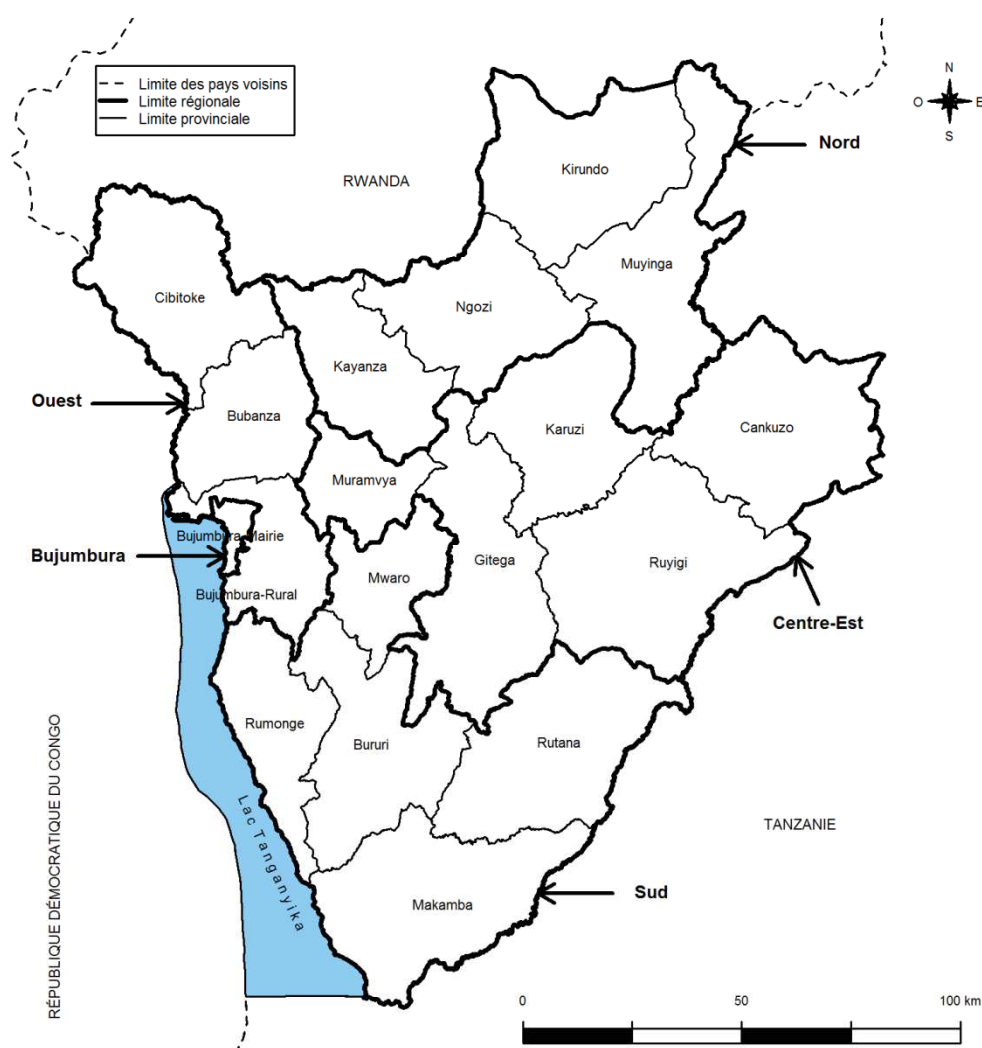 Limite des pays voisins
Limite régionale
Limite provinciale
N
O
E
S
Nord
Kirundo
RWANDA
Muyinga
Cibitoke
Ngozi
Kayanza
Ouest
Bubanza
Karuzi
Cankuzo
Muramvya
Bujumbura-Mairie
Bujumbura
Gitega
Ruyigi
Mwaro
Bujumbura-Rural
Centre-Est
Rumonge
Bururi
Rutana
Lac Tanganyika
TANZANIE
RÉPUBLIQUE DÉMOCRATIQUE DU CONGO
Makamba
Sud
0 50 100 km